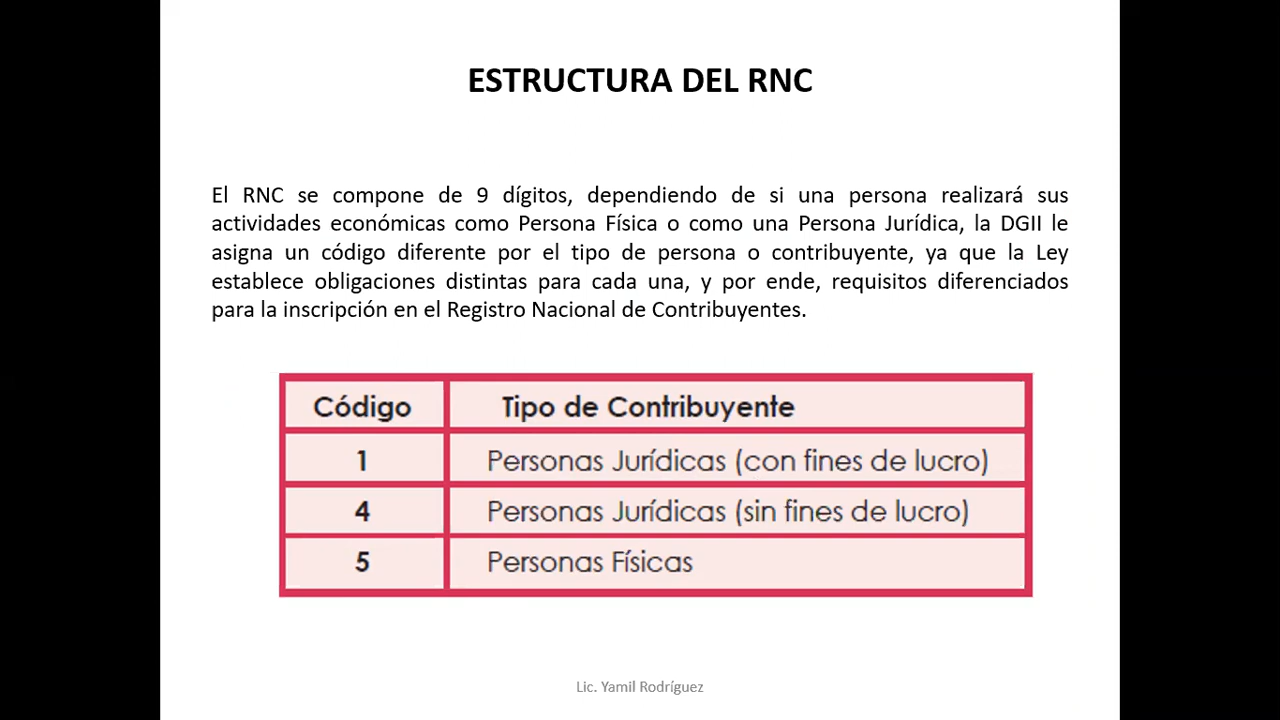 ESTRUCTURA DEL RNC
El RNC se compone de 9 dígitos, dependiendo de si una persona realizará sus
actividades económicas como Persona Física o como una Persona Jurídica, la DGII le
asigna un código diferente por el tipo de persona o contribuyente, ya que la Ley
establece obligaciones distintas para cada una, y por ende, requisitos diferenciados
para la inscripción en el Registro Nacional de Contribuyentes.
Código Tipo de Contribuyente
1 Personas Jurídicas (con fines de lucro)
4 Personas Jurídicas (sin fines de lucro)
5 Personas Físicas
Lic. Yamil Rodríguez